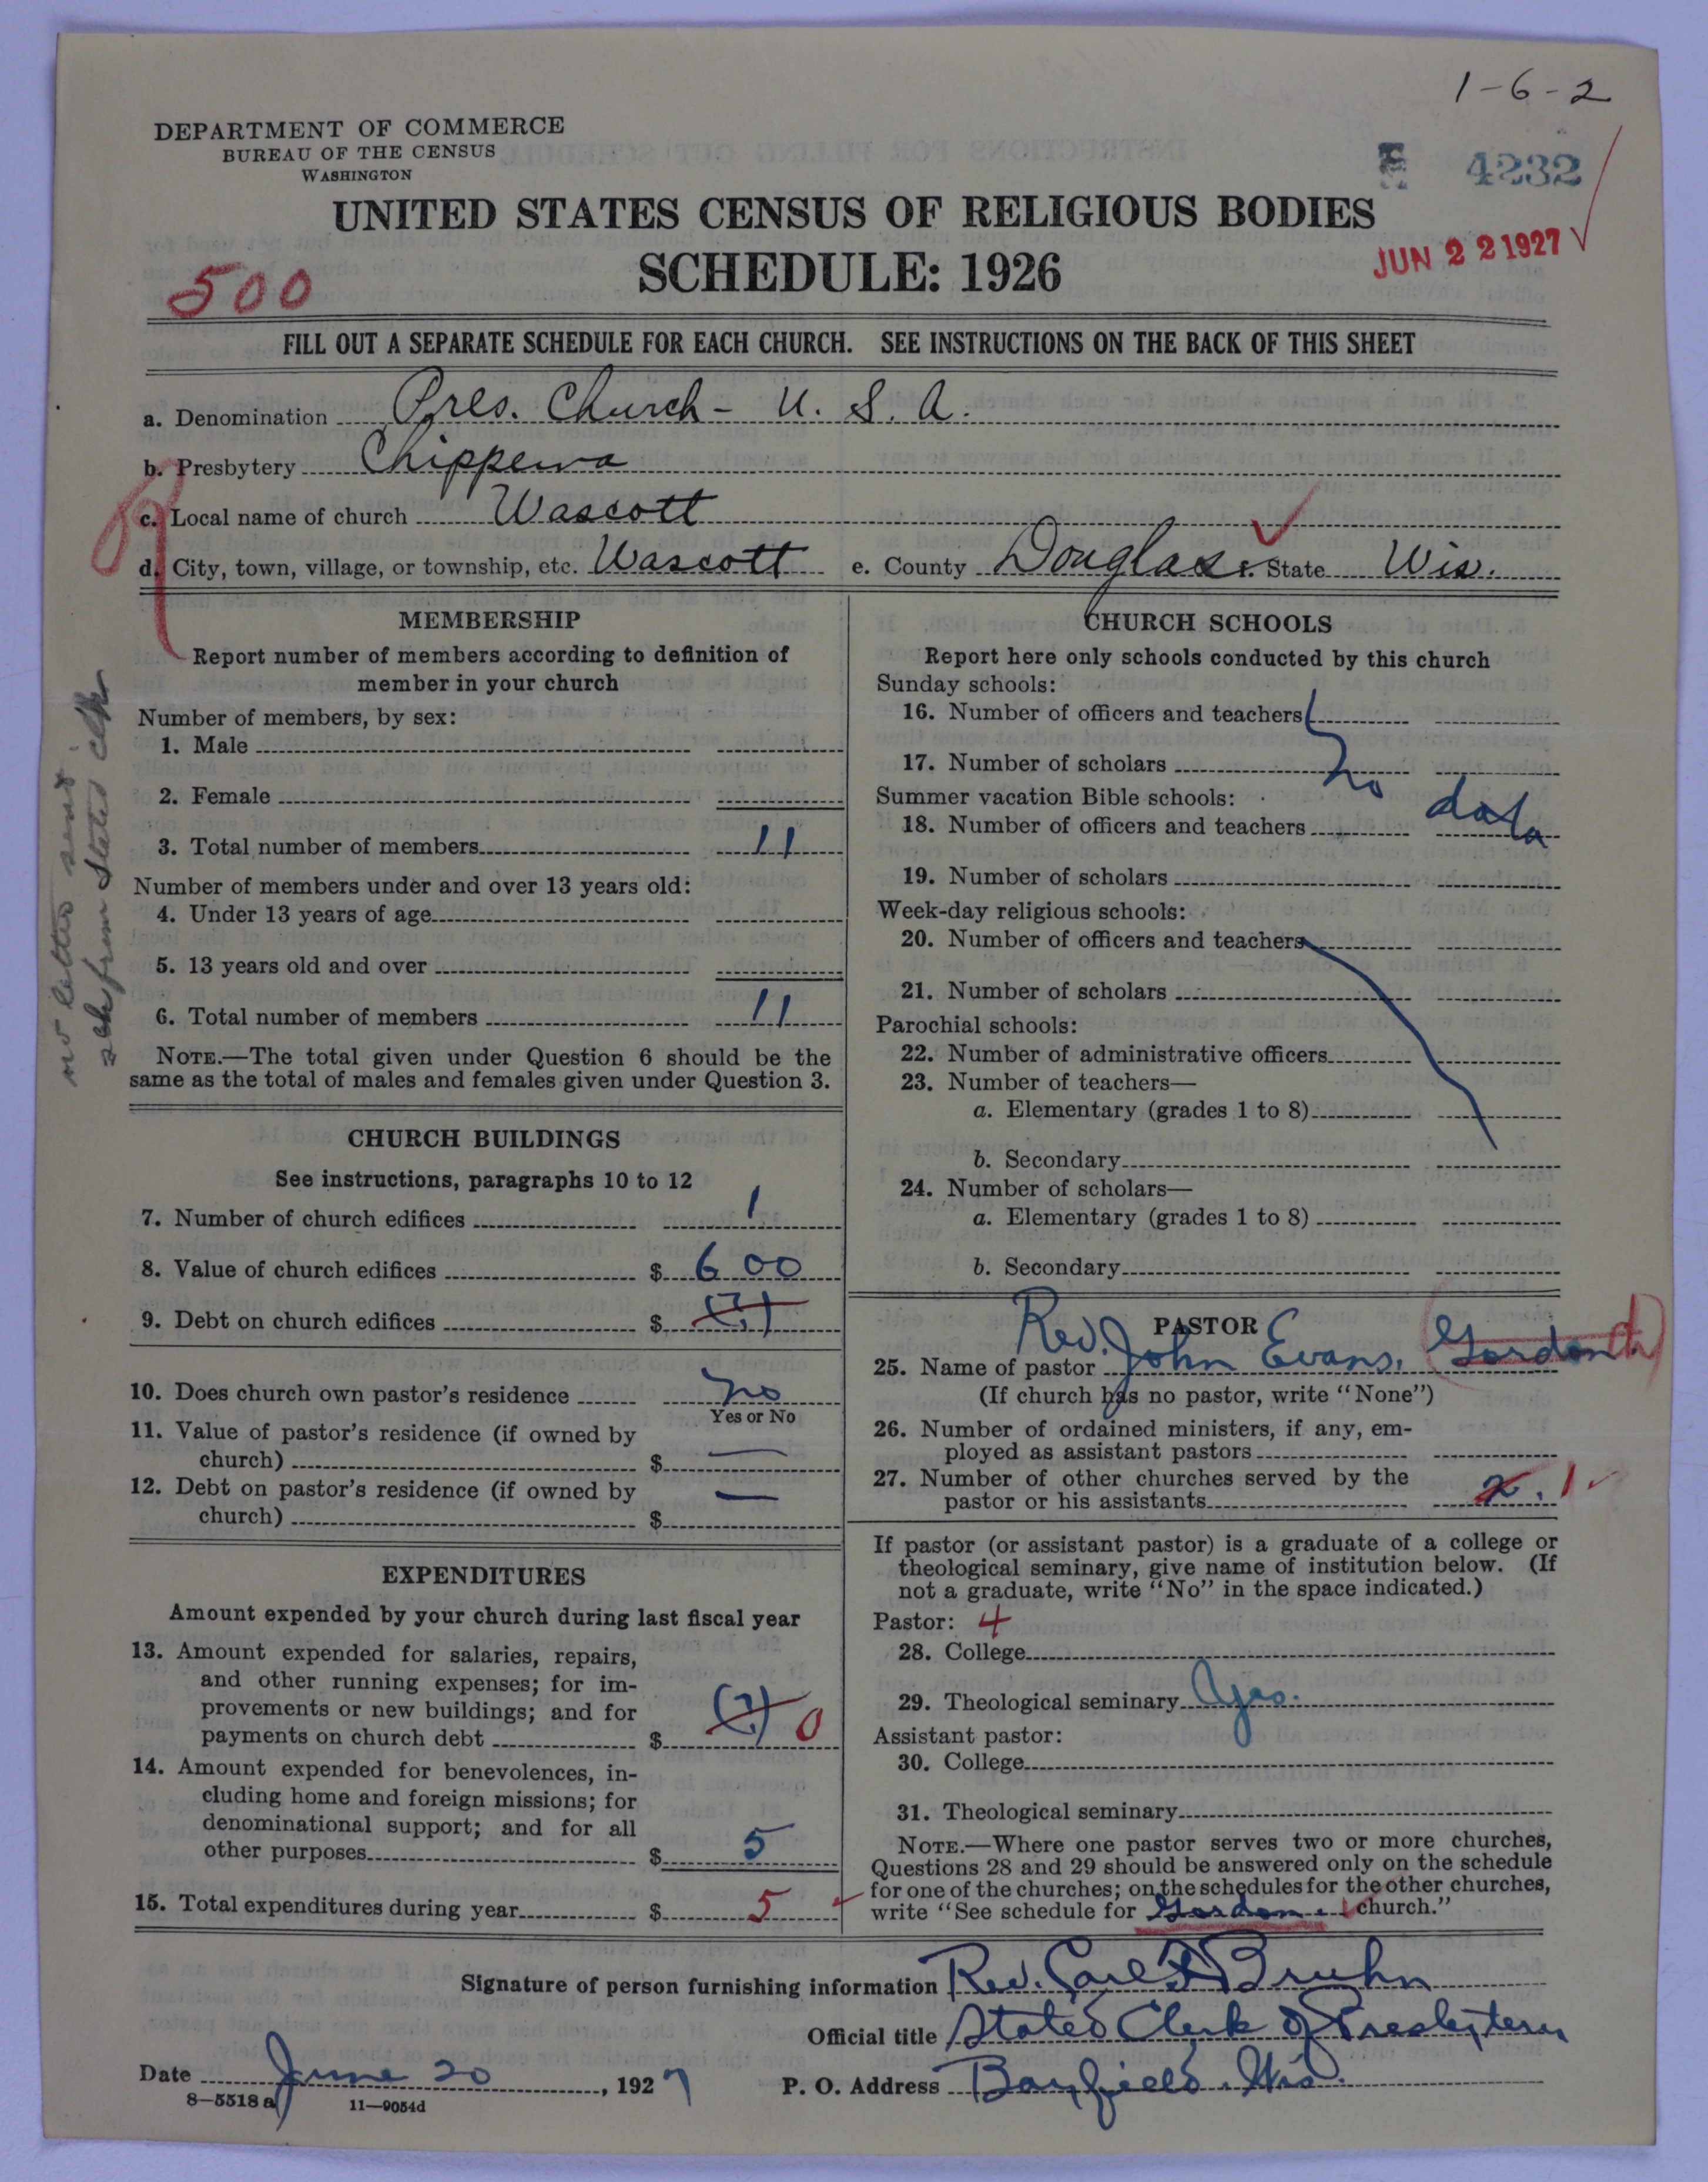 1-6-2
DEPARTMENT OF COMMERCE
BUREAU OF THE CENSUS
WASHINGTON
4232
UNITED STATES CENSUS OF RELIGIOUS BODIES
SCHEDULE: 1926
JUN 22 1927
500
FILL OUT A SEPARATE SCHEDULE FOR EACH CHURCH. SEE INSTRUCTIONS ON THE BACK OF THIS SHEET
a. Denomination Pres. Church - U. S. A.
b. Presbytery Chippewa
c. Local name of church Wascott
d. City, town, village, or township, etc. Wascott e. County Douglas f. State Wis.
no letter sent
sch from Stated clk
MEMBERSHIP
Report number of members according to definition of
member in your church
Number of members, by sex:
1. Male
2. Female
3. Total number of members 11
Number of members under and over 13 years old:
4. Under 13 years of age
5. 13 years old and over
6. Total number of members 11
NOTE.—The total given under Question 6 should be the
same as the total of males and females given under Question 3.
CHURCH BUILDINGS
See instructions, paragraphs 10 to 12
7. Number of church edifices 1
8. Value of church edifices $ 600
9. Debt on church edifices $ (?)
10. Does church own pastor's residence no
Yes or No
11. Value of pastor's residence (if owned by
church) $ —
12. Debt on pastor's residence (if owned by
church) $ —
EXPENDITURES
Amount expended by your church during last fiscal year
13. Amount expended for salaries, repairs,
and other running expenses; for im-
provements or new buildings; and for
payments on church debt $ (?) 0
14. Amount expended for benevolences, in-
cluding home and foreign missions; for
denominational support; and for all
other purposes $ 5
15. Total expenditures during year $ 5
CHURCH SCHOOLS
Report here only schools conducted by this church
Sunday schools:
16. Number of officers and teachers
17. Number of scholars no
Summer vacation Bible schools: data
18. Number of officers and teachers
19. Number of scholars
Week-day religious schools:
20. Number of officers and teachers
21. Number of scholars
Parochial schools:
22. Number of administrative officers
23. Number of teachers—
a. Elementary (grades 1 to 8)
b. Secondary
24. Number of scholars—
a. Elementary (grades 1 to 8)
b. Secondary
PASTOR
25. Name of pastor Rev. John Evans, Gordon
(If church has no pastor, write "None")
26. Number of ordained ministers, if any, em-
ployed as assistant pastors
27. Number of other churches served by the
pastor or his assistants 2. 1
If pastor (or assistant pastor) is a graduate of a college or
theological seminary, give name of institution below. (If
not a graduate, write "No" in the space indicated.)
Pastor: 4
28. College
29. Theological seminary Yes.
Assistant pastor:
30. College
31. Theological seminary
NOTE.—Where one pastor serves two or more churches,
Questions 28 and 29 should be answered only on the schedule
for one of the churches; on the schedules for the other churches,
write "See schedule for Gordon church."
Signature of person furnishing information Rev. Carl F Bruhn
Official title Stated Clerk of Presbytery
Date June 20, 1927 P. O. Address Bayfield, Wis.
8—5518 a 11—9054d